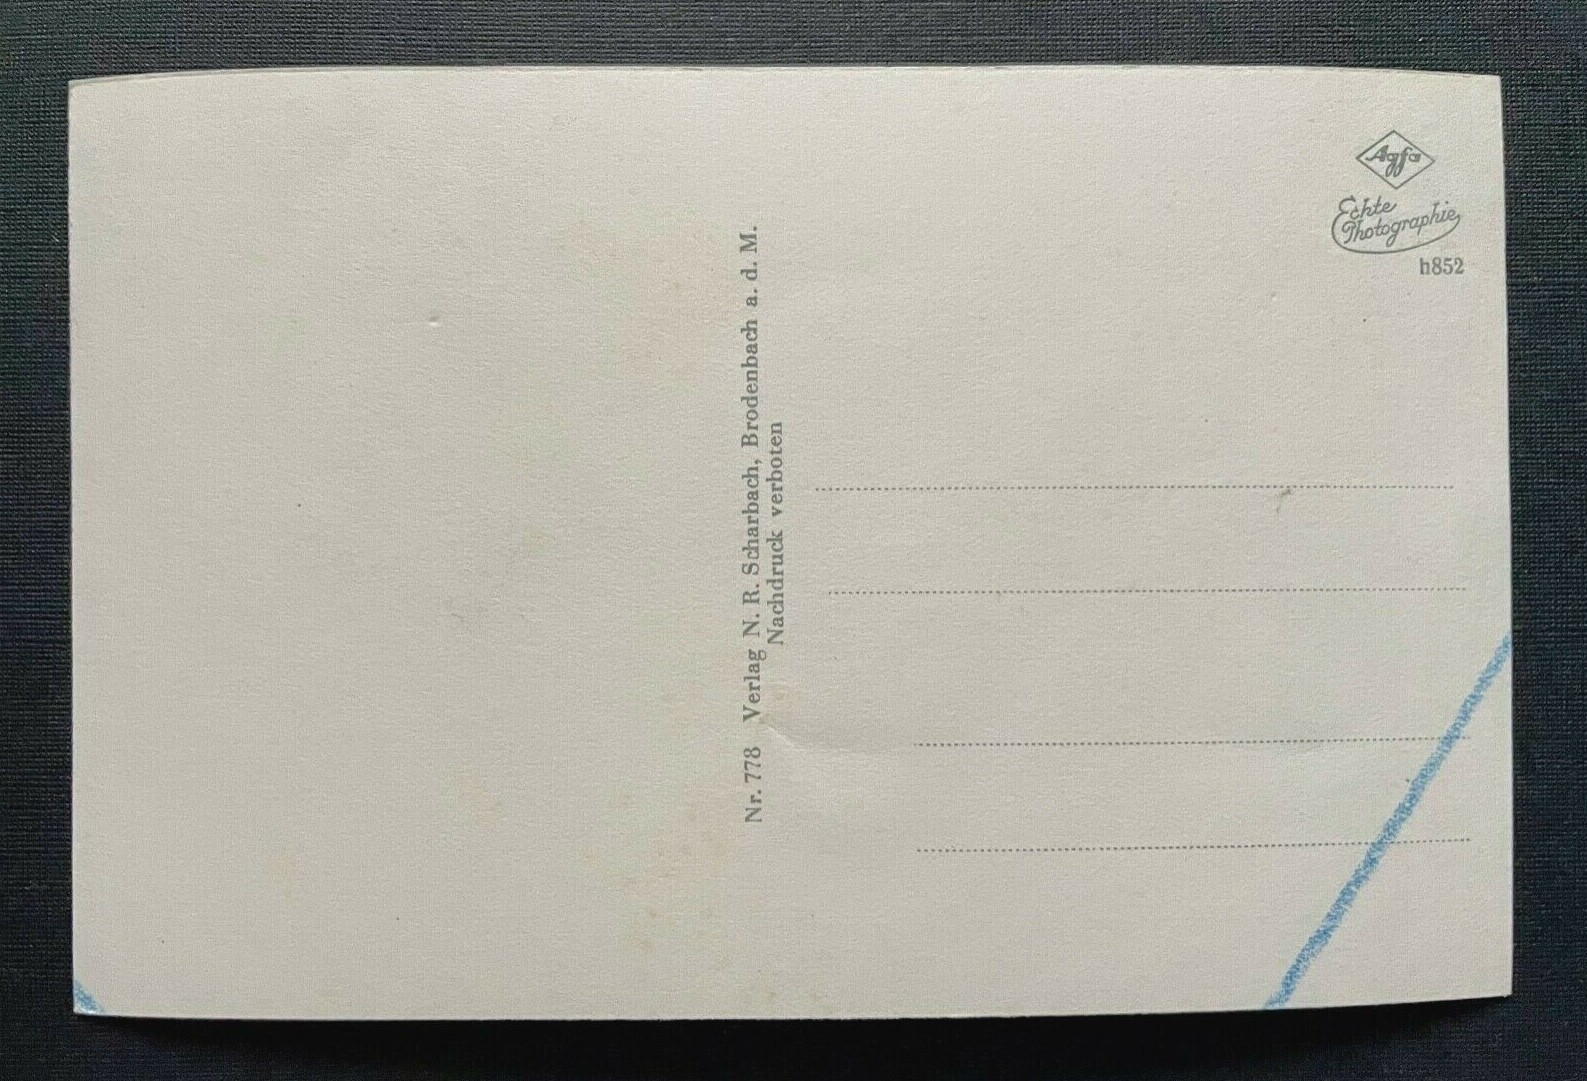 Agfa
Echte
Photographie
h852
Nr. 778 Verlag N. R. Scharbach, Brodenbach a. d. M.
Nachdruck verboten